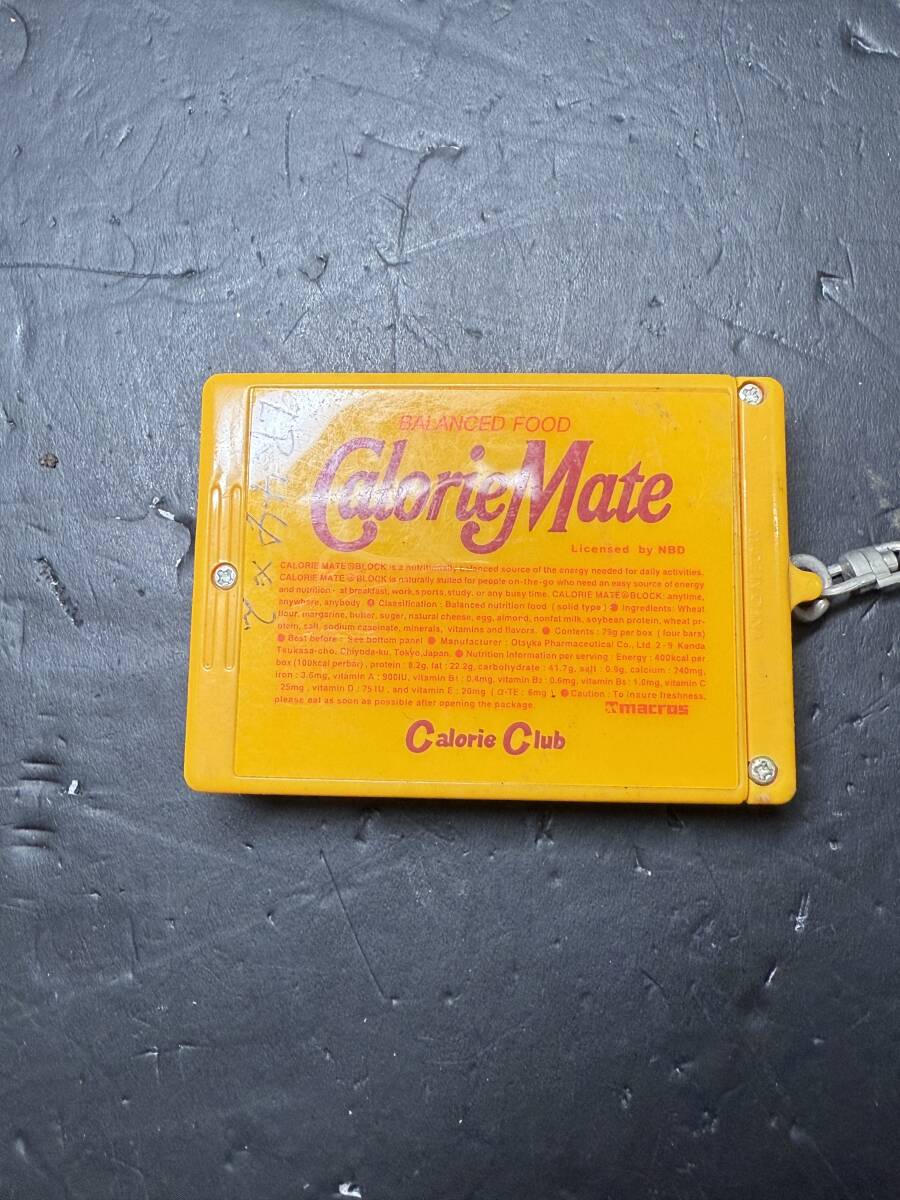 BALANCED FOOD
CalorieMate
Licensed by NBD
CALORIE MATE®BLOCK is a nutritionally balanced source of the energy needed for daily activities.
CALORIE MATE®BLOCK is naturally suited for people on-the-go who need an easy source of energy
and nutrition - at breakfast, work, sports, study, or any busy time. CALORIE MATE®BLOCK: anytime,
anywhere, anybody ● Classification : Balanced nutrition food (solid type) ● Ingredients: Wheat
flour, margarine, butter, suger, natural cheese, egg, almond, nonfat milk, soybean protein, wheat pr-
otein, salt, sodium caseinate, minerals, vitamins and flavors. ● Contents : 79g per box (four bars)
● Best before : See bottom panel ● Manufacturer : Otsyka Pharmaceutical Co., Ltd. 2-9 Kanda
Tsukasa-cho, Chiyoda-ku, Tokyo, Japan. ● Nutrition Information per serving : Energy : 400kcal per
box (100kcal perbar), protein : 8.2g, fat : 22.2g, carbohydrate : 41.7g, salt : 0.9g, calcium : 240mg,
iron : 3.6mg, vitamin A : 900IU, vitamin B₁ : 0.4mg, vitamin B₂ : 0.6mg, vitamin B₆ : 1.0mg, vitamin C
: 25mg, vitamin D : 75IU, and vitamin E : 20mg (α-TE : 6mg) ● Caution : To insure freshness,
please eat as soon as possible after opening the package.
macros
Calorie Club